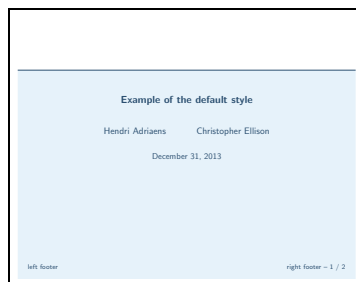 Example of the default style
Hendri Adriaens Christopher Ellison
December 31, 2013
left footer right footer – 1 / 2